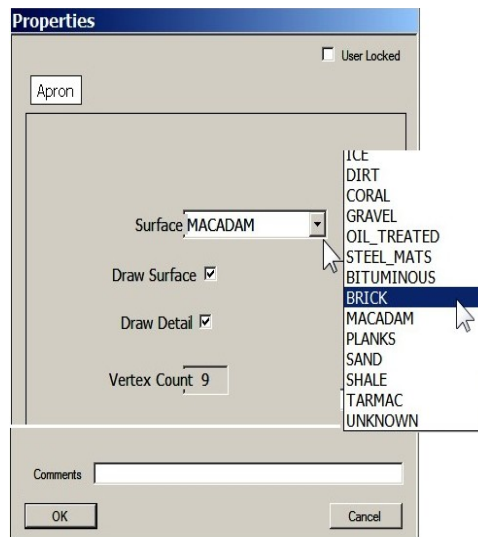 Properties
User Locked
Apron
Surface MACADAM
Draw Surface
Draw Detail
Vertex Count 9
ICE
DIRT
CORAL
GRAVEL
OIL_TREATED
STEEL_MATS
BITUMINOUS
BRICK
MACADAM
PLANKS
SAND
SHALE
TARMAC
UNKNOWN
Comments
OK
Cancel